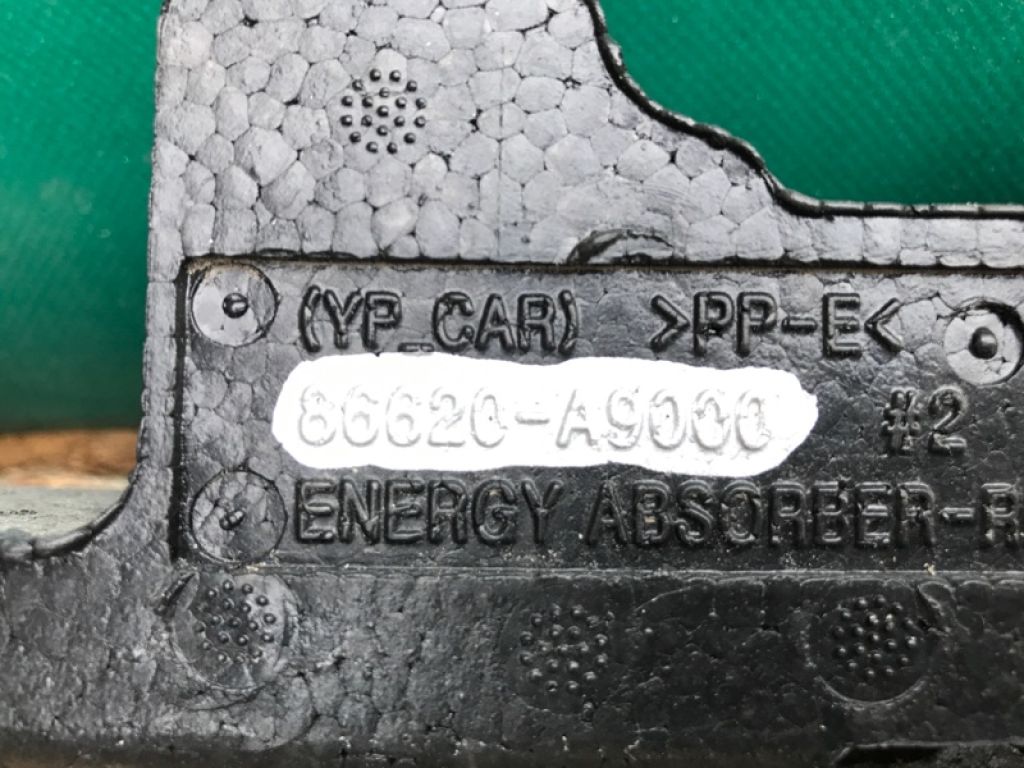 (YP_CAR) >PP-E<
86620-A9000 #2
ENERGY ABSORBER-R